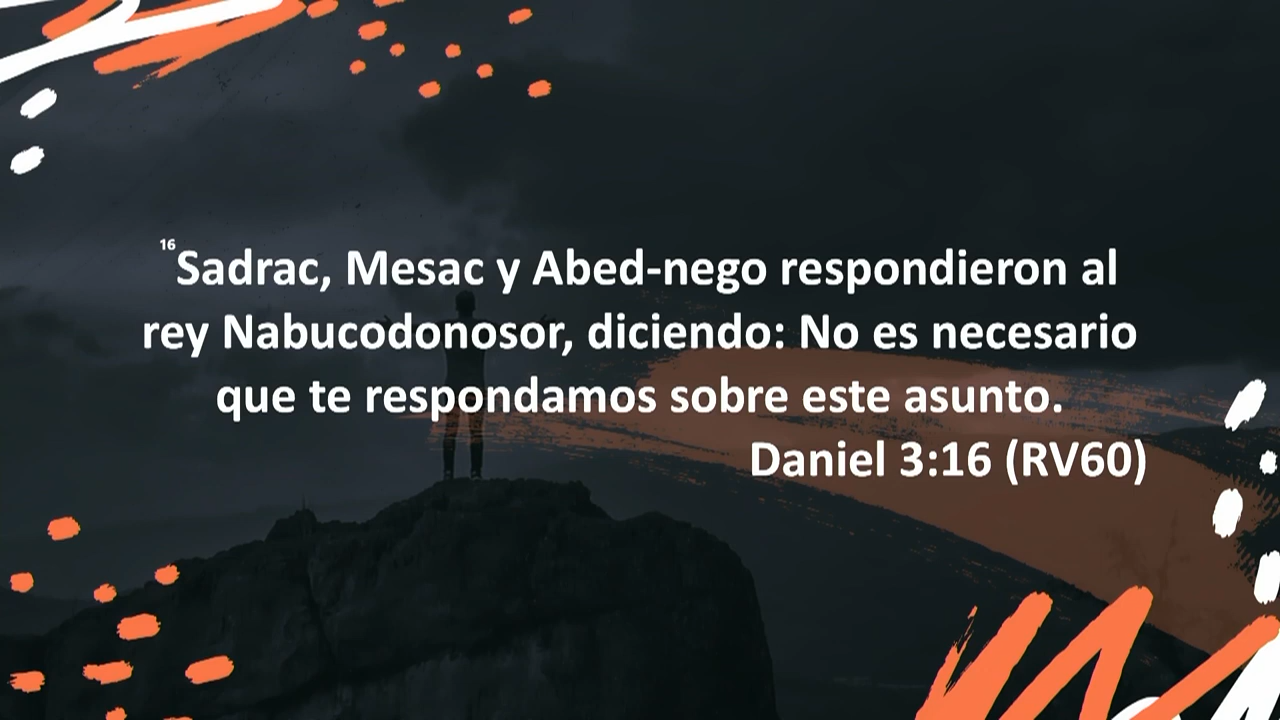 16Sadrac, Mesac y Abed-nego respondieron al
rey Nabucodonosor, diciendo: No es necesario
que te respondamos sobre este asunto.
Daniel 3:16 (RV60)